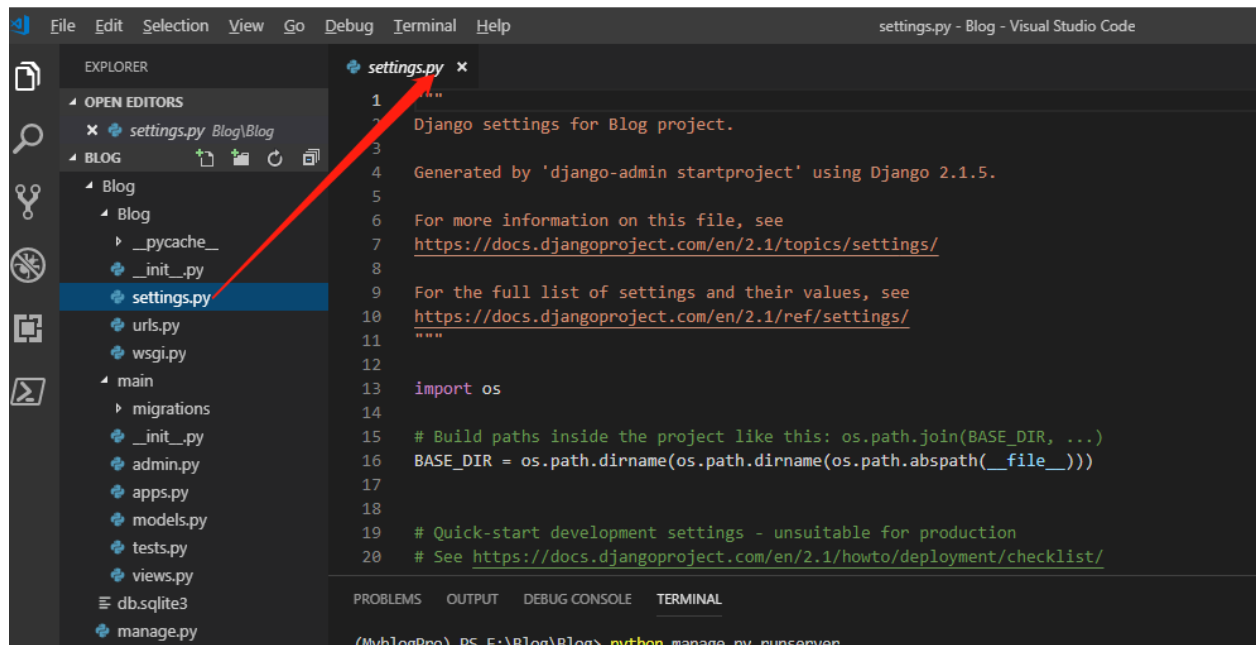 File Edit Selection View Go Debug Terminal Help settings.py - Blog - Visual Studio Code
EXPLORER
OPEN EDITORS
settings.py Blog\Blog
BLOG
Blog
Blog
__pycache__
__init__.py
settings.py
urls.py
wsgi.py
main
migrations
__init__.py
admin.py
apps.py
models.py
tests.py
views.py
db.sqlite3
manage.py
settings.py
1 """
2 Django settings for Blog project.
3
4 Generated by 'django-admin startproject' using Django 2.1.5.
5
6 For more information on this file, see
7 https://docs.djangoproject.com/en/2.1/topics/settings/
8
9 For the full list of settings and their values, see
10 https://docs.djangoproject.com/en/2.1/ref/settings/
11 """
12
13 import os
14
15 # Build paths inside the project like this: os.path.join(BASE_DIR, ...)
16 BASE_DIR = os.path.dirname(os.path.dirname(os.path.abspath(__file__)))
17
18
19 # Quick-start development settings - unsuitable for production
20 # See https://docs.djangoproject.com/en/2.1/howto/deployment/checklist/
PROBLEMS OUTPUT DEBUG CONSOLE TERMINAL
(MyblogPro) PS E:\Blog\Blog> python manage.py runserver